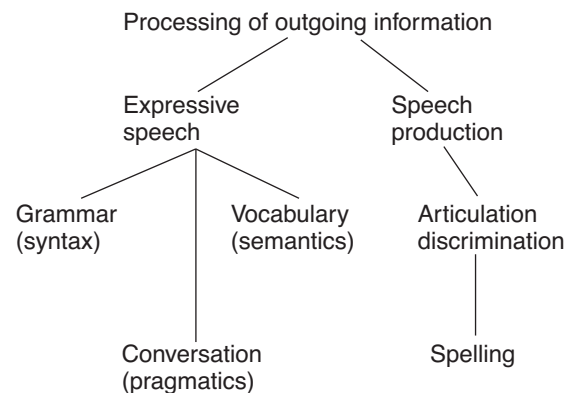 Processing of outgoing information
Expressive
speech
Speech
production
Grammar
(syntax)
Vocabulary
(semantics)
Articulation
discrimination
Conversation
(pragmatics)
Spelling